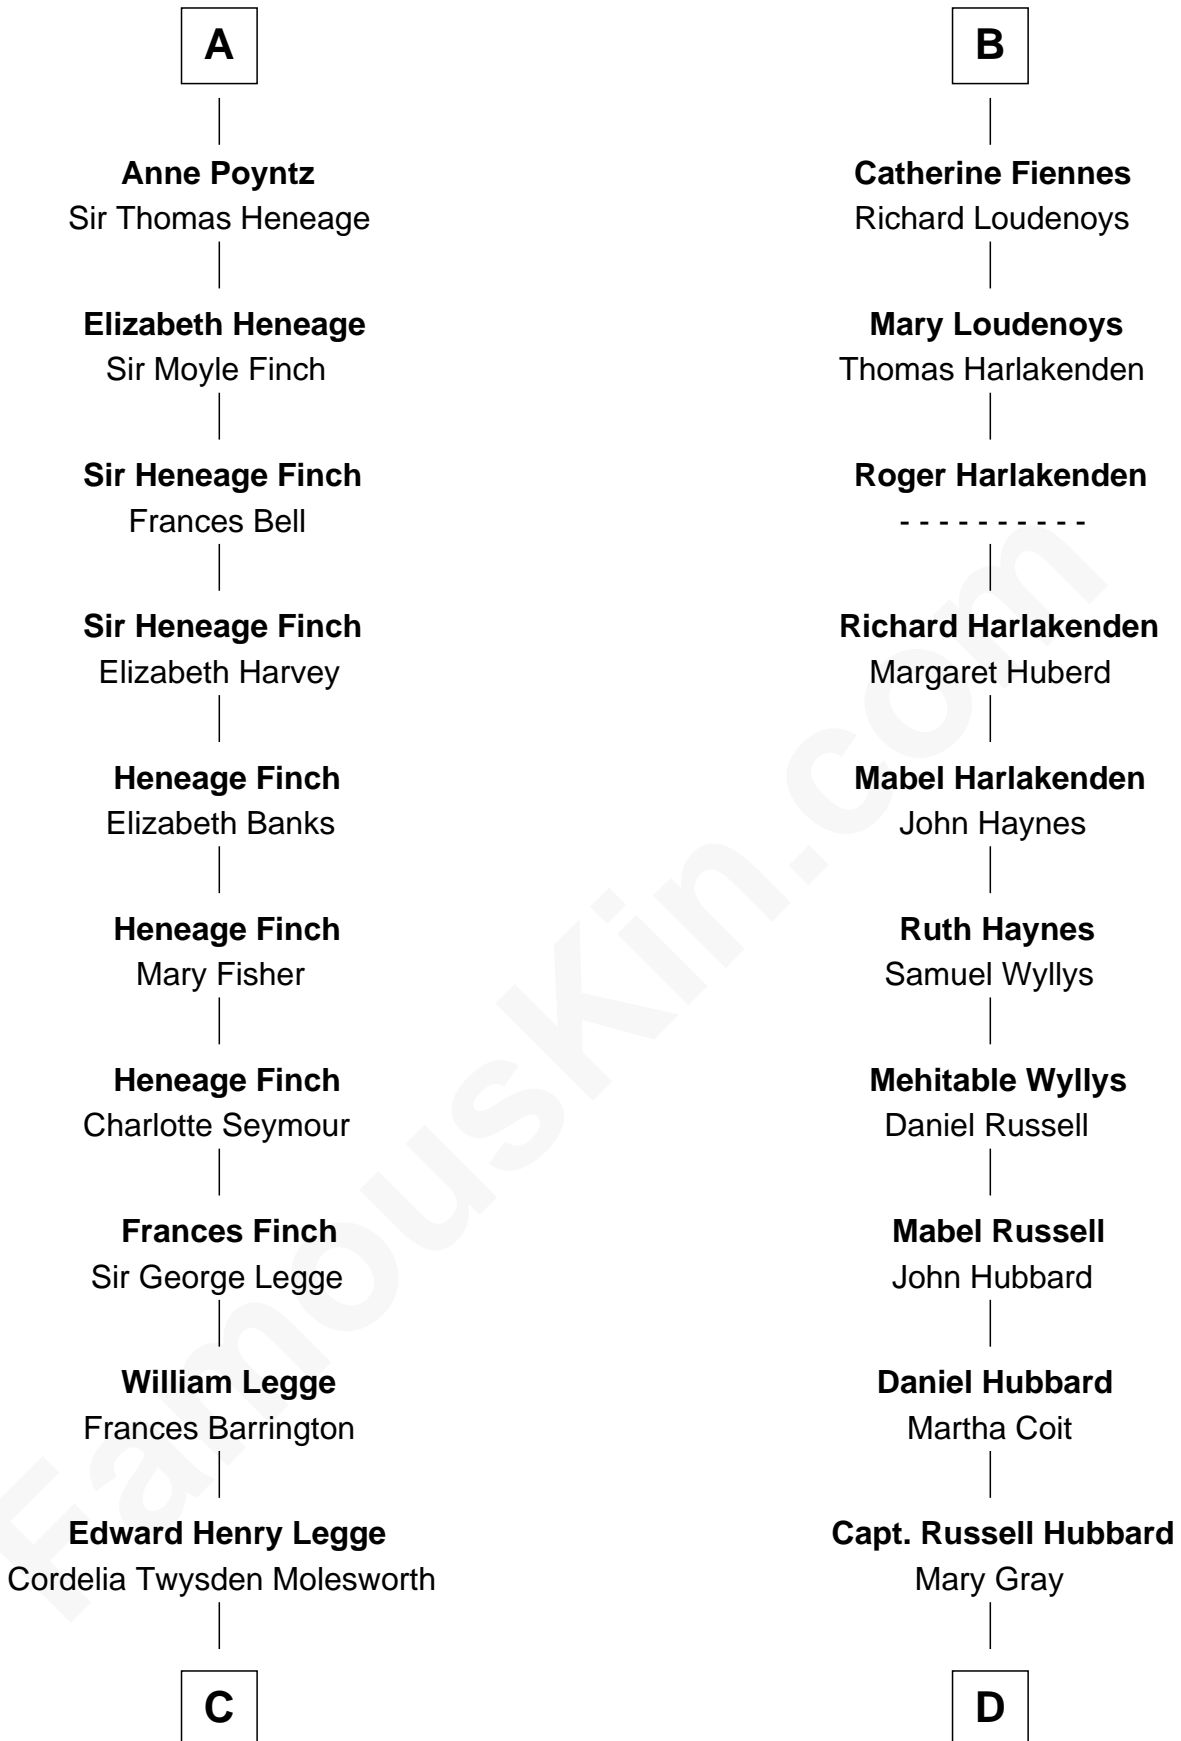 A
Anne Poyntz
Sir Thomas Heneage
Elizabeth Heneage
Sir Moyle Finch
Sir Heneage Finch
Frances Bell
Sir Heneage Finch
Elizabeth Harvey
Heneage Finch
Elizabeth Banks
Heneage Finch
Mary Fisher
Heneage Finch
Charlotte Seymour
Frances Finch
Sir George Legge
William Legge
Frances Barrington
Edward Henry Legge
Cordelia Twysden Molesworth
C
B
Catherine Fiennes
Richard Loudenoys
Mary Loudenoys
Thomas Harlakenden
Roger Harlakenden
- - - - - - - - - -
Richard Harlakenden
Margaret Huberd
Mabel Harlakenden
John Haynes
Ruth Haynes
Samuel Wyllys
Mehitable Wyllys
Daniel Russell
Mabel Russell
John Hubbard
Daniel Hubbard
Martha Coit
Capt. Russell Hubbard
Mary Gray
D
FamousKin.com